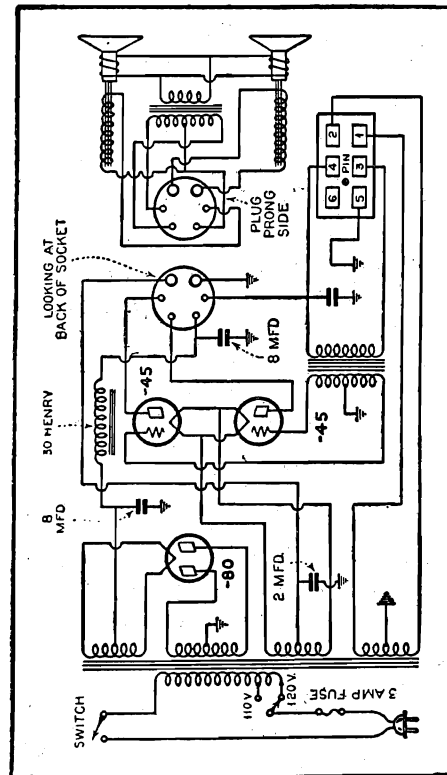 LOOKING AT
BACK OF SOCKET
PLUG
PRONG
SIDE
2
1
4
3
PIN
6
5
30 HENRY
8 MFD
-45
-45
8
MFD
-80
2 MFD.
SWITCH
110V
120V.
3 AMP FUSE